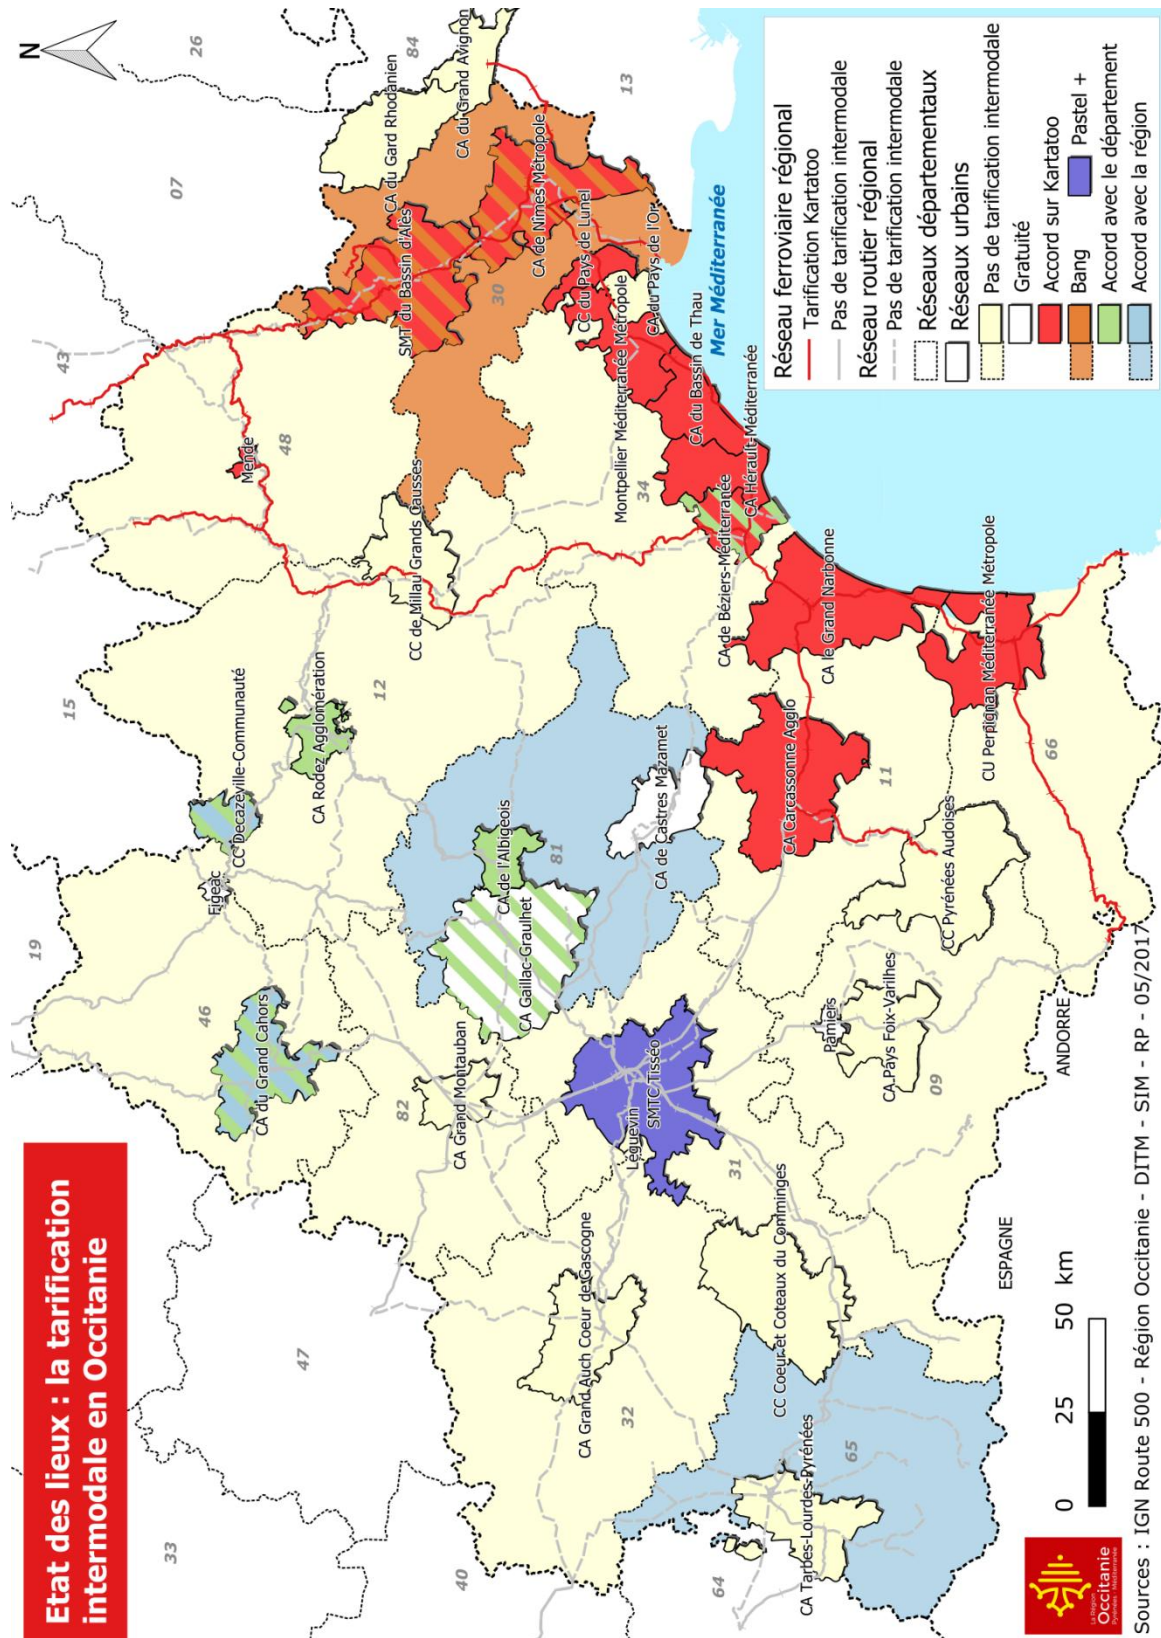 Etat des lieux : la tarification
intermodale en Occitanie
N
33
47
19
15
43
07
26
84
13
40
64
32
82
46
12
48
30
34
81
31
65
09
11
66
Figeac
CC Decazeville-Communauté
CA du Grand Cahors
CA Rodez Agglomération
Mende
CC de Millau Grands Causses
SMT du Bassin d'Alès
CA du Gard Rhodanien
CA du Grand Avignon
CA de Nîmes Métropole
CC du Pays de Lunel
CA du Pays de l'Or
Montpellier Méditerranée Métropole
CA du Bassin de Thau
CA Hérault-Méditerranée
CA de Béziers-Méditerranée
Mer Méditerranée
CA Grand Montauban
CA Gaillac-Graulhet
CA de l'Albigeois
CA de Castres Mazamet
CA Grand Auch Coeur de Gascogne
Léguevin
SMTC Tisséo
CA Carcassonne Agglo
CA le Grand Narbonne
CC Coeur et Coteaux du Comminges
CA Tarbes-Lourdes-Pyrénées
Pamiers
CA Pays Foix-Varilhes
CC Pyrénées Audoises
CU Perpignan Méditerranée Métropole
ESPAGNE
ANDORRE
Réseau ferroviaire régional
Tarification Kartatoo
Pas de tarification intermodale
Réseau routier régional
Pas de tarification intermodale
Réseaux départementaux
Réseaux urbains
Pas de tarification intermodale
Gratuité
Accord sur Kartatoo
Bang
Pastel +
Accord avec le département
Accord avec la région
La Région
Occitanie
Pyrénées - Méditerranée
0 25 50 km
Sources : IGN Route 500 - Région Occitanie - DITM - SIM - RP - 05/2017